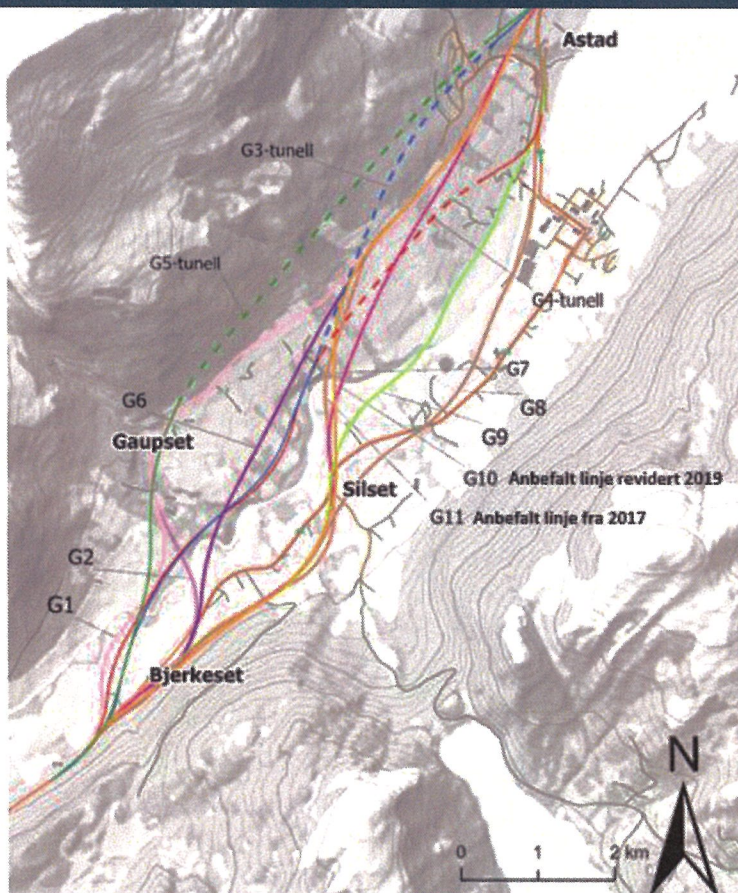 Astad
G3-tunell
G5-tunell
G4-tunell
G7
G6
G8
Gaupset
G9
G10 Anbefalt linje revidert 2019
Silset
G11 Anbefalt linje fra 2017
G2
G1
Bjerkeset
N
0 1 2 km